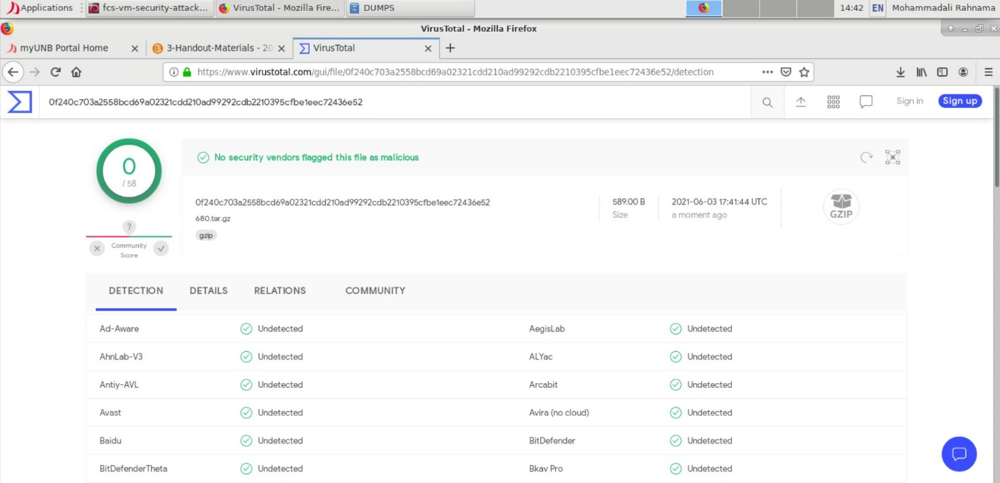 Applications fcs-vm-security-attack... VirusTotal - Mozilla Fire... DUMPS 14:42 EN Mohammadali Rahnama
VirusTotal - Mozilla Firefox
myUNB Portal Home 3-Handout-Materials - 20 VirusTotal
https://www.virustotal.com/gui/file/0f240c703a2558bcd69a02321cdd210ad99292cdb2210395cfbe1eec72436e52/detection
0f240c703a2558bcd69a02321cdd210ad99292cdb2210395cfbe1eec72436e52 Sign in Sign up
0
/ 58
No security vendors flagged this file as malicious
0f240c703a2558bcd69a02321cdd210ad99292cdb2210395cfbe1eec72436e52 589.00 B 2021-06-03 17:41:44 UTC
680.tar.gz Size a moment ago
gzip
GZIP
?
Community
Score
DETECTION DETAILS RELATIONS COMMUNITY
Ad-Aware Undetected AegisLab Undetected
AhnLab-V3 Undetected ALYac Undetected
Antiy-AVL Undetected Arcabit Undetected
Avast Undetected Avira (no cloud) Undetected
Baidu Undetected BitDefender Undetected
BitDefenderTheta Undetected Bkav Pro Undetected